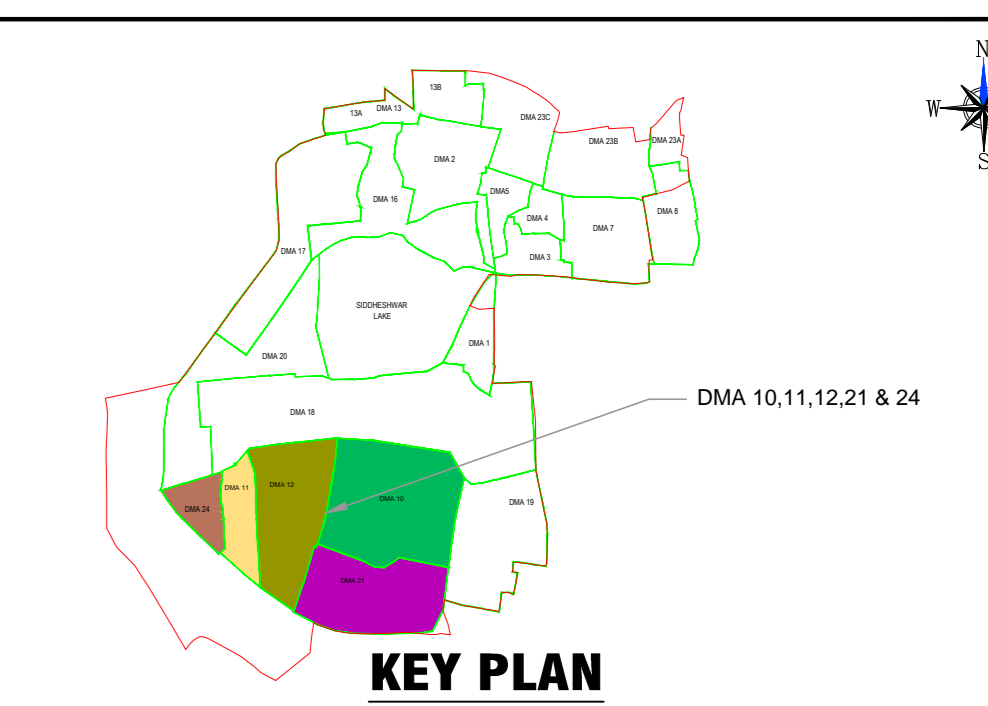 N
W
S
13B
13A
DMA 13
DMA 23C
DMA 23B
DMA 23A
DMA 2
DMA5
DMA 16
DMA 4
DMA 8
DMA 7
DMA 17
DMA 3
SIDDHESHWAR
LAKE
DMA 1
DMA 20
DMA 10,11,12,21 & 24
DMA 18
DMA 11
DMA 12
DMA 10
DMA 19
DMA 24
DMA 21
KEY PLAN